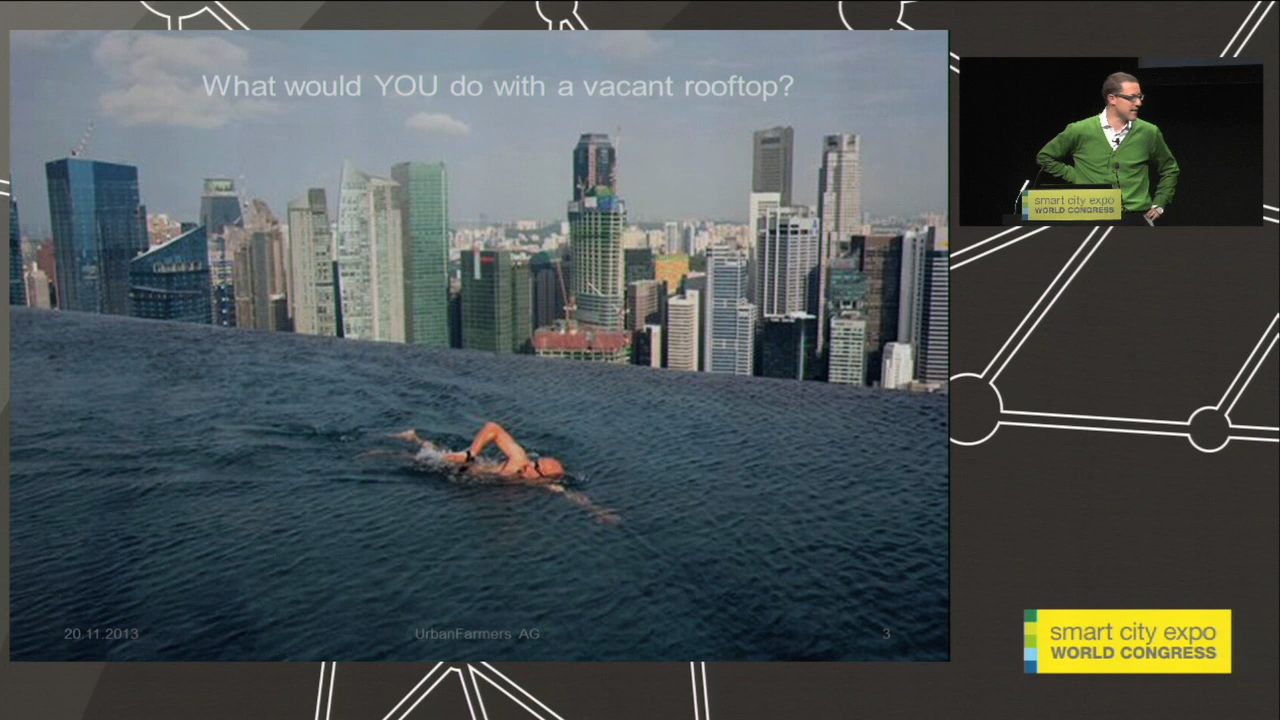 What would YOU do with a vacant rooftop?
smart city expo
WORLD CONGRESS
20.11.2013
UrbanFarmers AG
3
smart city expo
WORLD CONGRESS